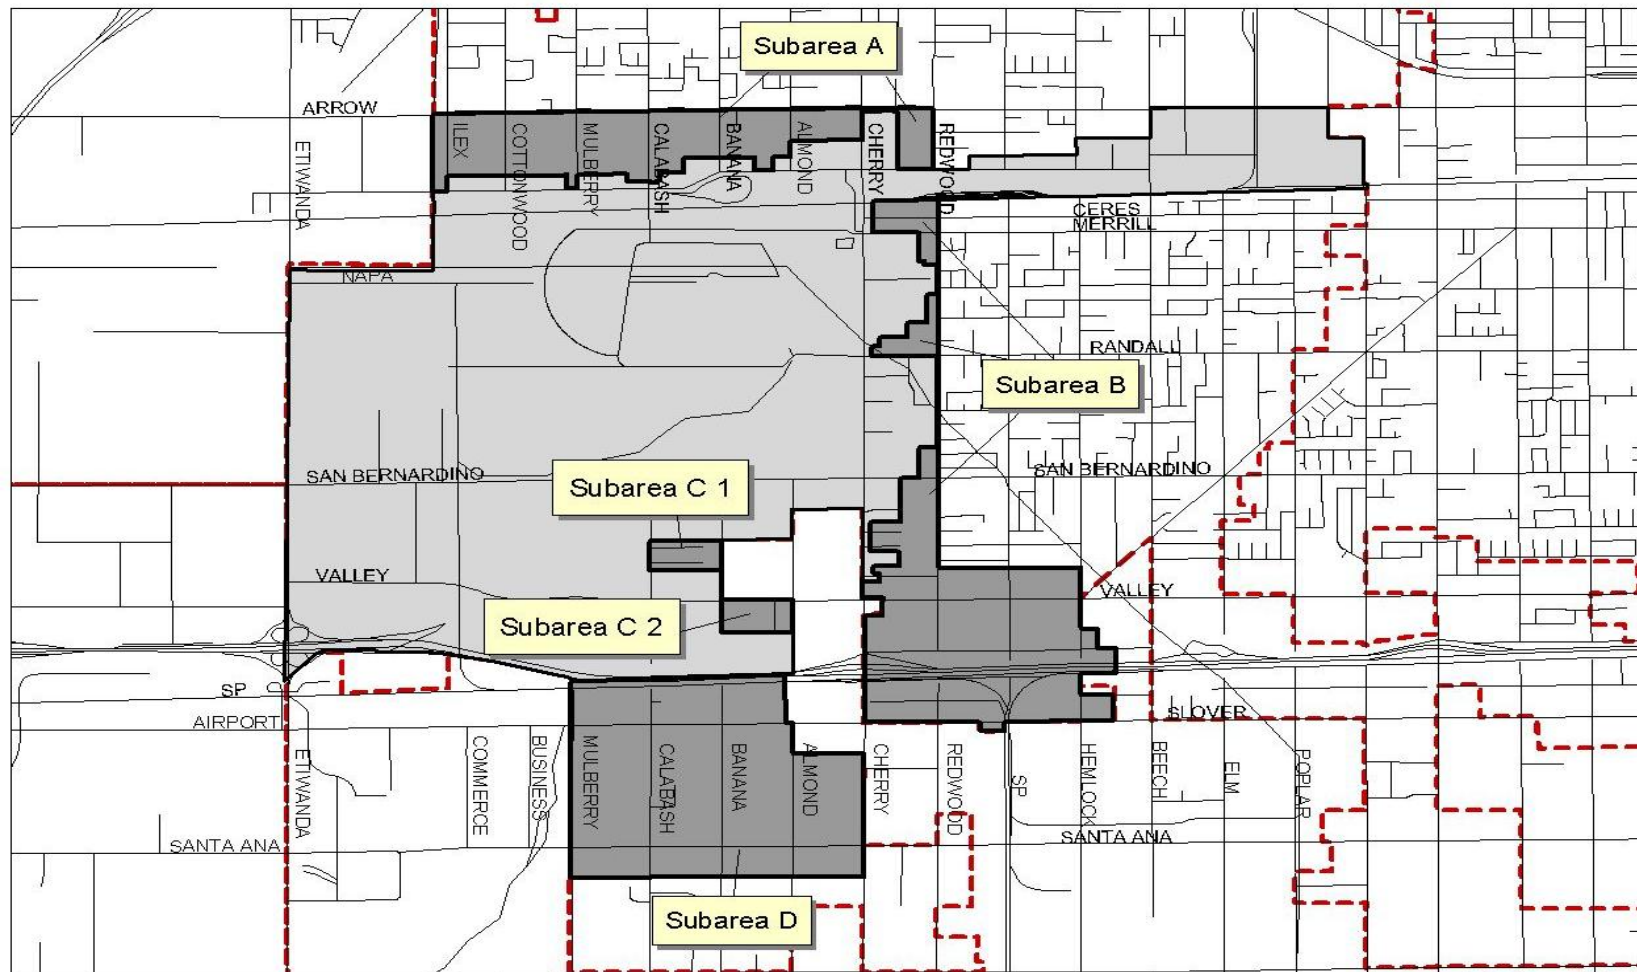 Subarea A
ARROW
ILEX
COTTONWOOD
MULBERRY
CALABASH
BANANA
ALMOND
CHERRY
REDWOOD
ETIWANDA
CERES
MERRILL
NAPA
RANDALL
Subarea B
SAN BERNARDINO
Subarea C 1
SAN BERNARDINO
VALLEY
VALLEY
Subarea C 2
SP
AIRPORT
SLOVER
ETIWANDA
COMMERCE
BUSINESS
MULBERRY
CALABASH
BANANA
ALMOND
CHERRY
REDWOOD
SP
HEMLOCK
BEECH
ELM
POPLAR
SANTA ANA
SANTA ANA
Subarea D